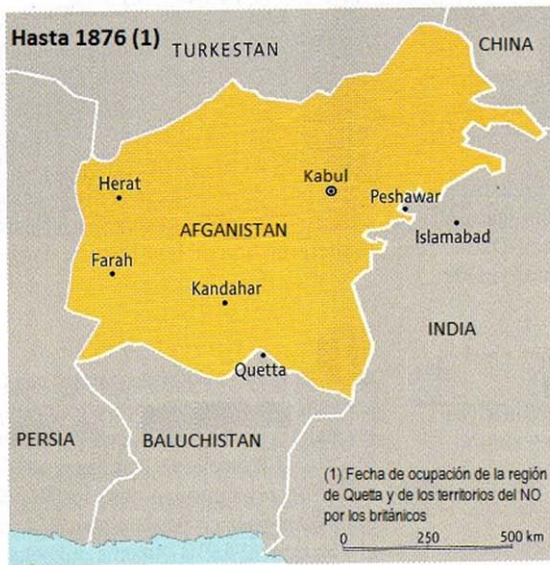 Hasta 1876 (1)
TURKESTAN
CHINA
Herat
Kabul
Peshawar
AFGANISTAN
Islamabad
Farah
Kandahar
INDIA
Quetta
PERSIA
BALUCHISTAN
(1) Fecha de ocupación de la región
de Quetta y de los territorios del NO
por los británicos
0 250 500 km